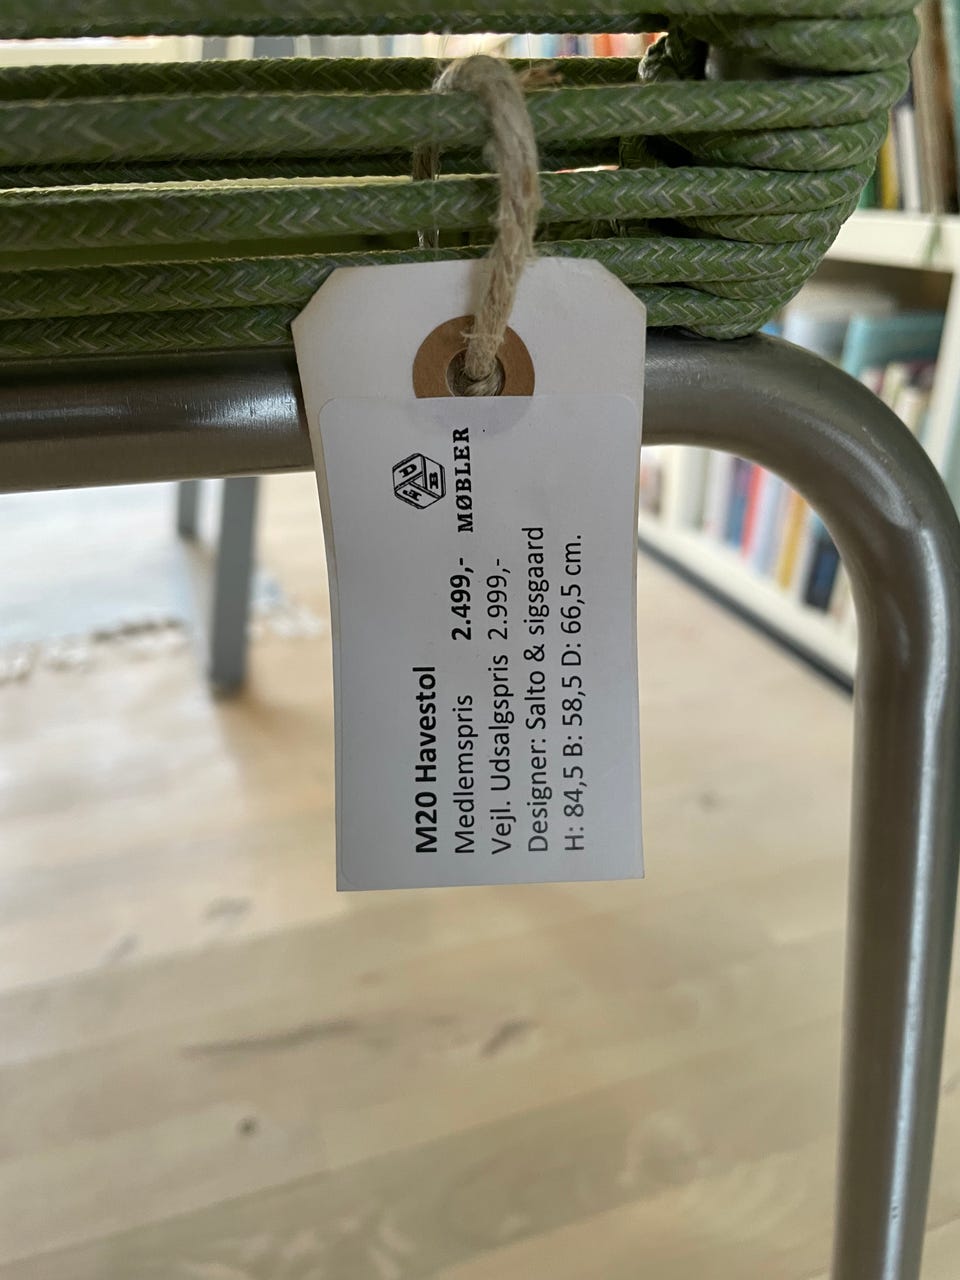 FDB
MØBLER
M20 Havestol
Medlemspris 2.499,-
Vejl. Udsalgspris 2.999,-
Designer: Salto & sigsgaard
H: 84,5 B: 58,5 D: 66,5 cm.